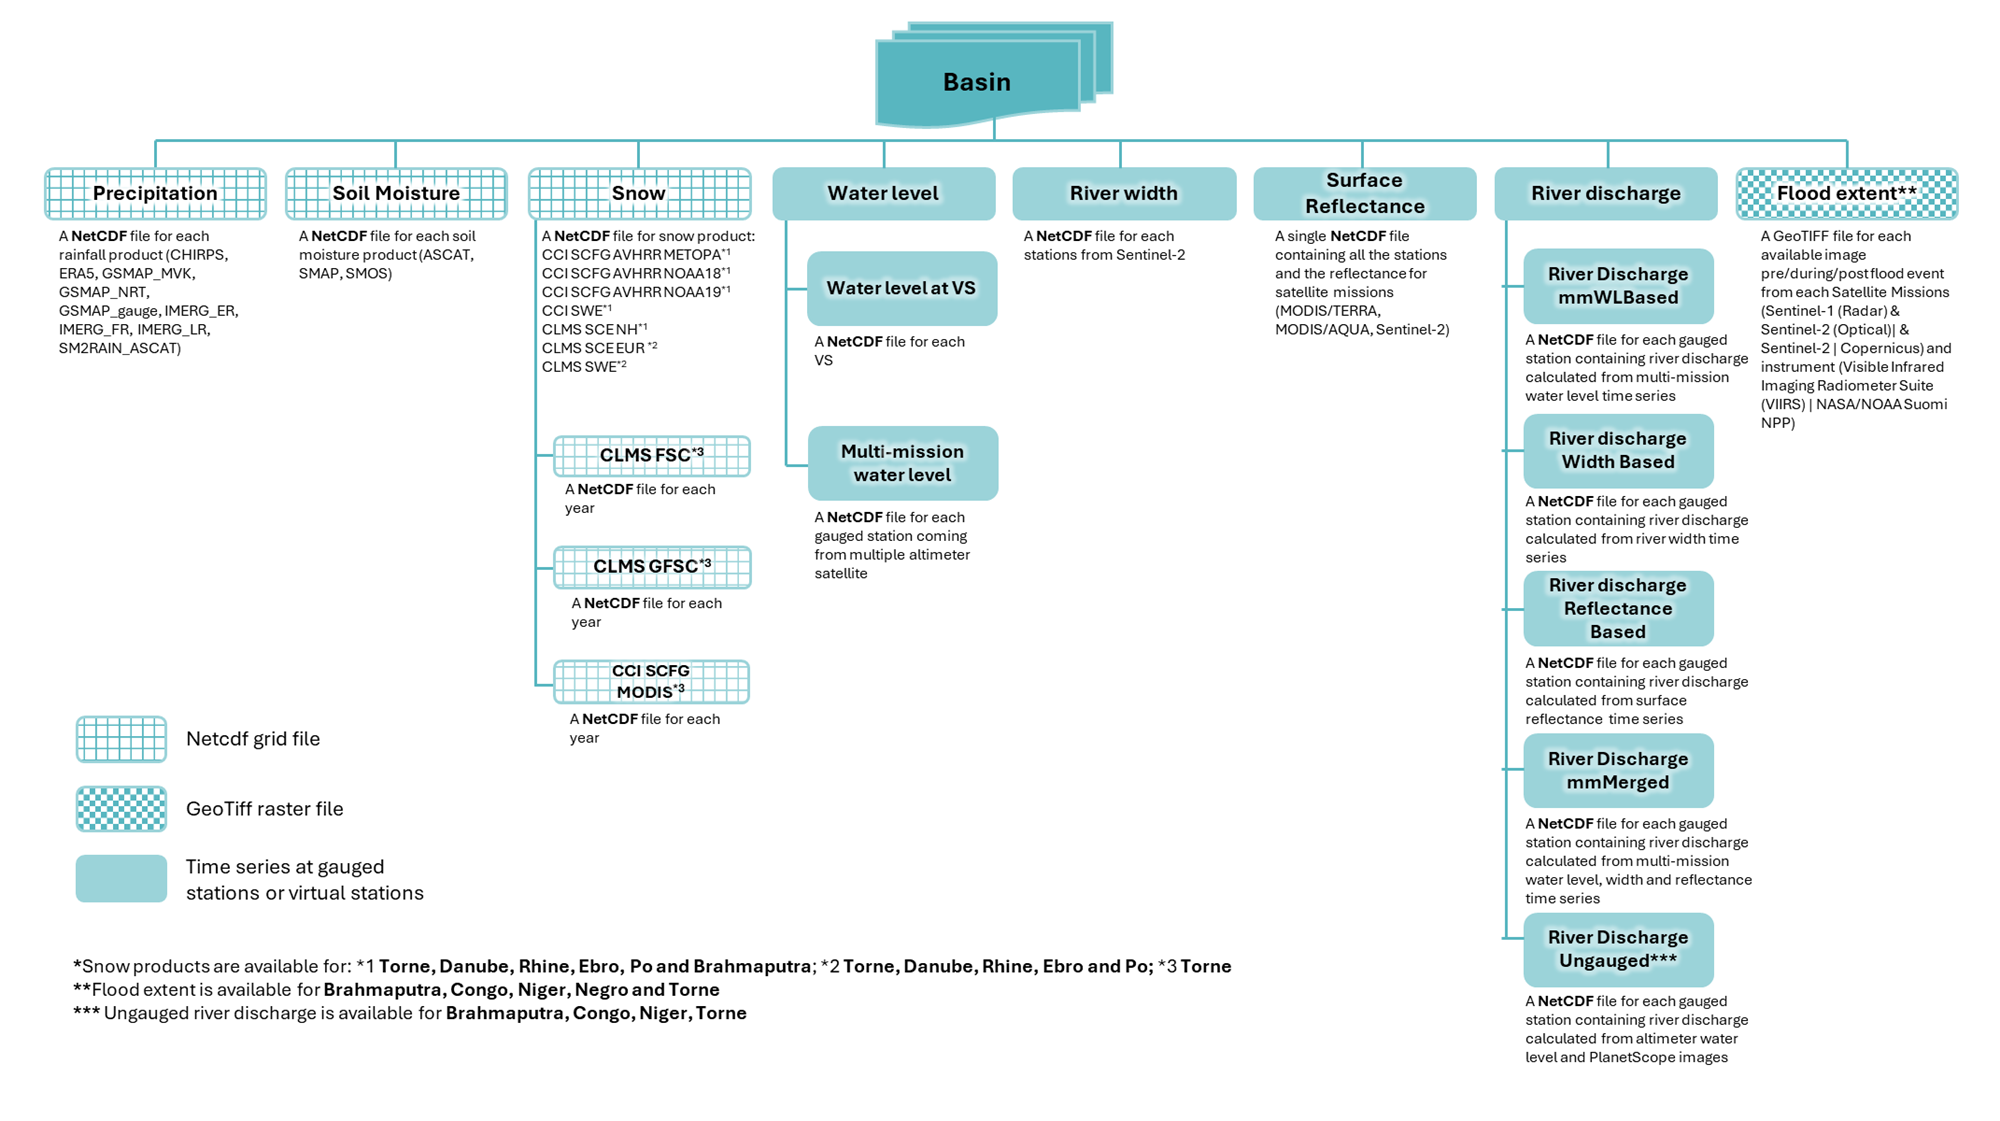 Basin
Precipitation
A NetCDF file for each
rainfall product (CHIRPS,
ERA5, GSMAP_MVK,
GSMAP_NRT,
GSMAP_gauge, IMERG_ER,
IMERG_FR, IMERG_LR,
SM2RAIN_ASCAT)
Soil Moisture
A NetCDF file for each soil
moisture product (ASCAT,
SMAP, SMOS)
Snow
A NetCDF file for snow product:
CCI SCFG AVHRR METOPA*1
CCI SCFG AVHRR NOAA18*1
CCI SCFG AVHRR NOAA19*1
CCI SWE*1
CLMS SCE NH*1
CLMS SCE EUR *2
CLMS SWE*2
CLMS FSC*3
A NetCDF file for each
year
CLMS GFSC*3
A NetCDF file for each
year
CCI SCFG
MODIS*3
A NetCDF file for each
year
Water level
Water level at VS
A NetCDF file for each
VS
Multi-mission
water level
A NetCDF file for each
gauged station coming
from multiple altimeter
satellite
River width
A NetCDF file for each
stations from Sentinel-2
Surface
Reflectance
A single NetCDF file
containing all the stations
and the reflectance for
satellite missions
(MODIS/TERRA,
MODIS/AQUA, Sentinel-2)
River discharge
River Discharge
mmWLBased
A NetCDF file for each gauged
station containing river discharge
calculated from multi-mission
water level time series
River discharge
Width Based
A NetCDF file for each gauged
station containing river discharge
calculated from river width time
series
River discharge
Reflectance
Based
A NetCDF file for each gauged
station containing river discharge
calculated from surface
reflectance time series
River Discharge
mmMerged
A NetCDF file for each gauged
station containing river discharge
calculated from multi-mission
water level, width and reflectance
time series
River Discharge
Ungauged***
A NetCDF file for each gauged
station containing river discharge
calculated from altimeter water
level and PlanetScope images
Flood extent**
A GeoTIFF file for each
available image
pre/during/post flood event
from each Satellite Missions
(Sentinel-1 (Radar) &
Sentinel-2 (Optical)| &
Sentinel-2 | Copernicus) and
instrument (Visible Infrared
Imaging Radiometer Suite
(VIIRS) | NASA/NOAA Suomi
NPP)
Netcdf grid file
GeoTiff raster file
Time series at gauged
stations or virtual stations
*Snow products are available for: *1 Torne, Danube, Rhine, Ebro, Po and Brahmaputra; *2 Torne, Danube, Rhine, Ebro and Po; *3 Torne
**Flood extent is available for Brahmaputra, Congo, Niger, Negro and Torne
*** Ungauged river discharge is available for Brahmaputra, Congo, Niger, Torne